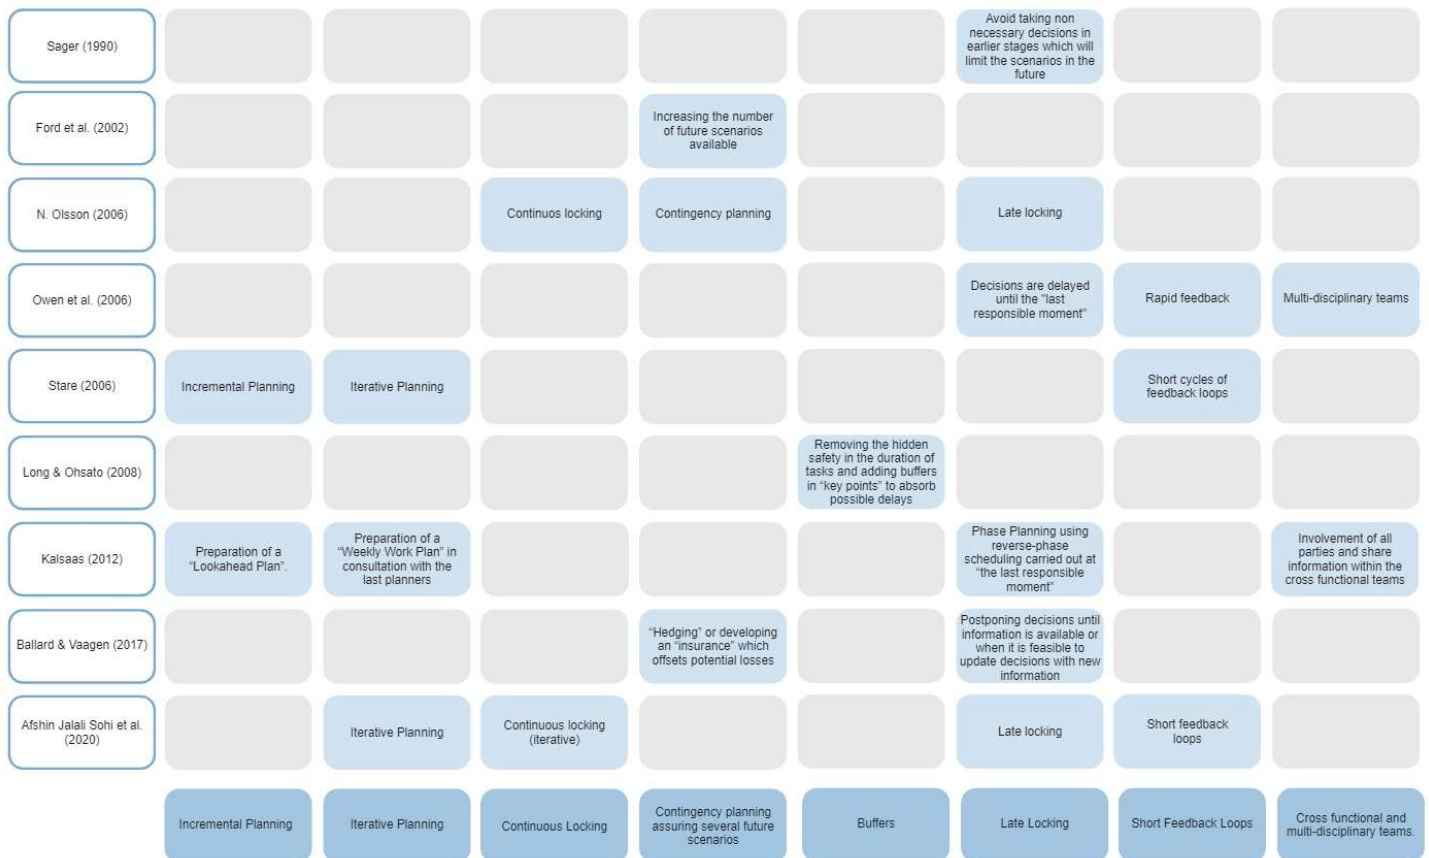 Sager (1990)
Avoid taking non
necessary decisions in
earlier stages which will
limit the scenarios in the
future
Ford et al. (2002)
Increasing the number
of future scenarios
available
N. Olsson (2006)
Continuos locking
Contingency planning
Late locking
Owen et al. (2006)
Decisions are delayed
until the "last
responsible moment"
Rapid feedback
Multi-disciplinary teams
Stare (2006)
Incremental Planning
Iterative Planning
Short cycles of
feedback loops
Long & Ohsato (2008)
Removing the hidden
safety in the duration of
tasks and adding buffers
in "key points" to absorb
possible delays
Kalsaas (2012)
Preparation of a
"Lookahead Plan".
Preparation of a
"Weekly Work Plan" in
consultation with the
last planners
Phase Planning using
reverse-phase
scheduling carried out at
"the last responsible
moment"
Involvement of all
parties and share
information within the
cross functional teams
Ballard & Vaagen (2017)
"Hedging" or developing
an "insurance" which
offsets potential losses
Postponing decisions until
information is available or
when it is feasible to
update decisions with new
information
Afshin Jalali Sohi et al.
(2020)
Iterative Planning
Continuous locking
(iterative)
Late locking
Short feedback
loops
Incremental Planning
Iterative Planning
Continuous Locking
Contingency planning
assuring several future
scenarios
Buffers
Late Locking
Short Feedback Loops
Cross functional and
multi-disciplinary teams.